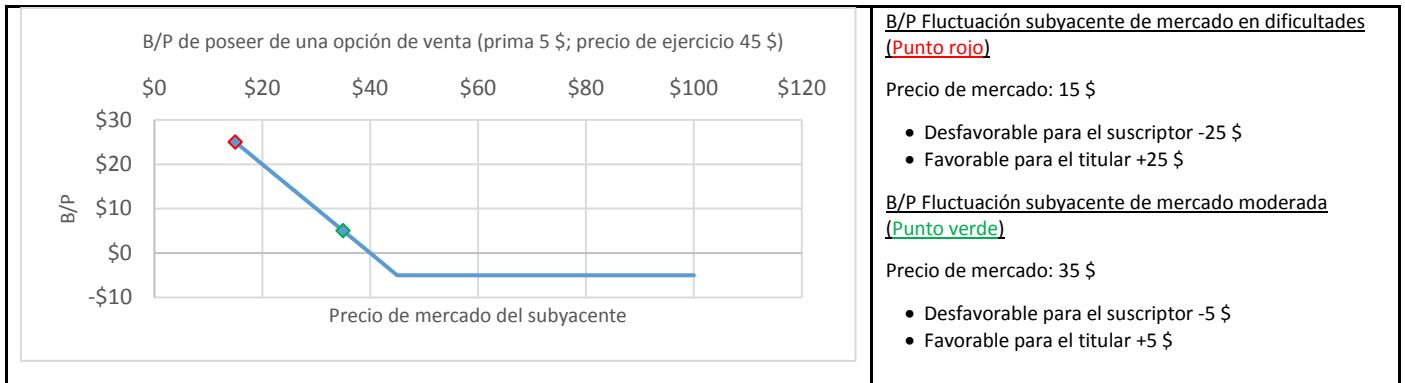 B/P de poseer de una opción de venta (prima 5 $; precio de ejercicio 45 $)
$0 $20 $40 $60 $80 $100 $120
$30
$20
$10
$0
-$10
B/P
Precio de mercado del subyacente
B/P Fluctuación subyacente de mercado en dificultades
(Punto rojo)
Precio de mercado: 15 $
• Desfavorable para el suscriptor -25 $
• Favorable para el titular +25 $
B/P Fluctuación subyacente de mercado moderada
(Punto verde)
Precio de mercado: 35 $
• Desfavorable para el suscriptor -5 $
• Favorable para el titular +5 $